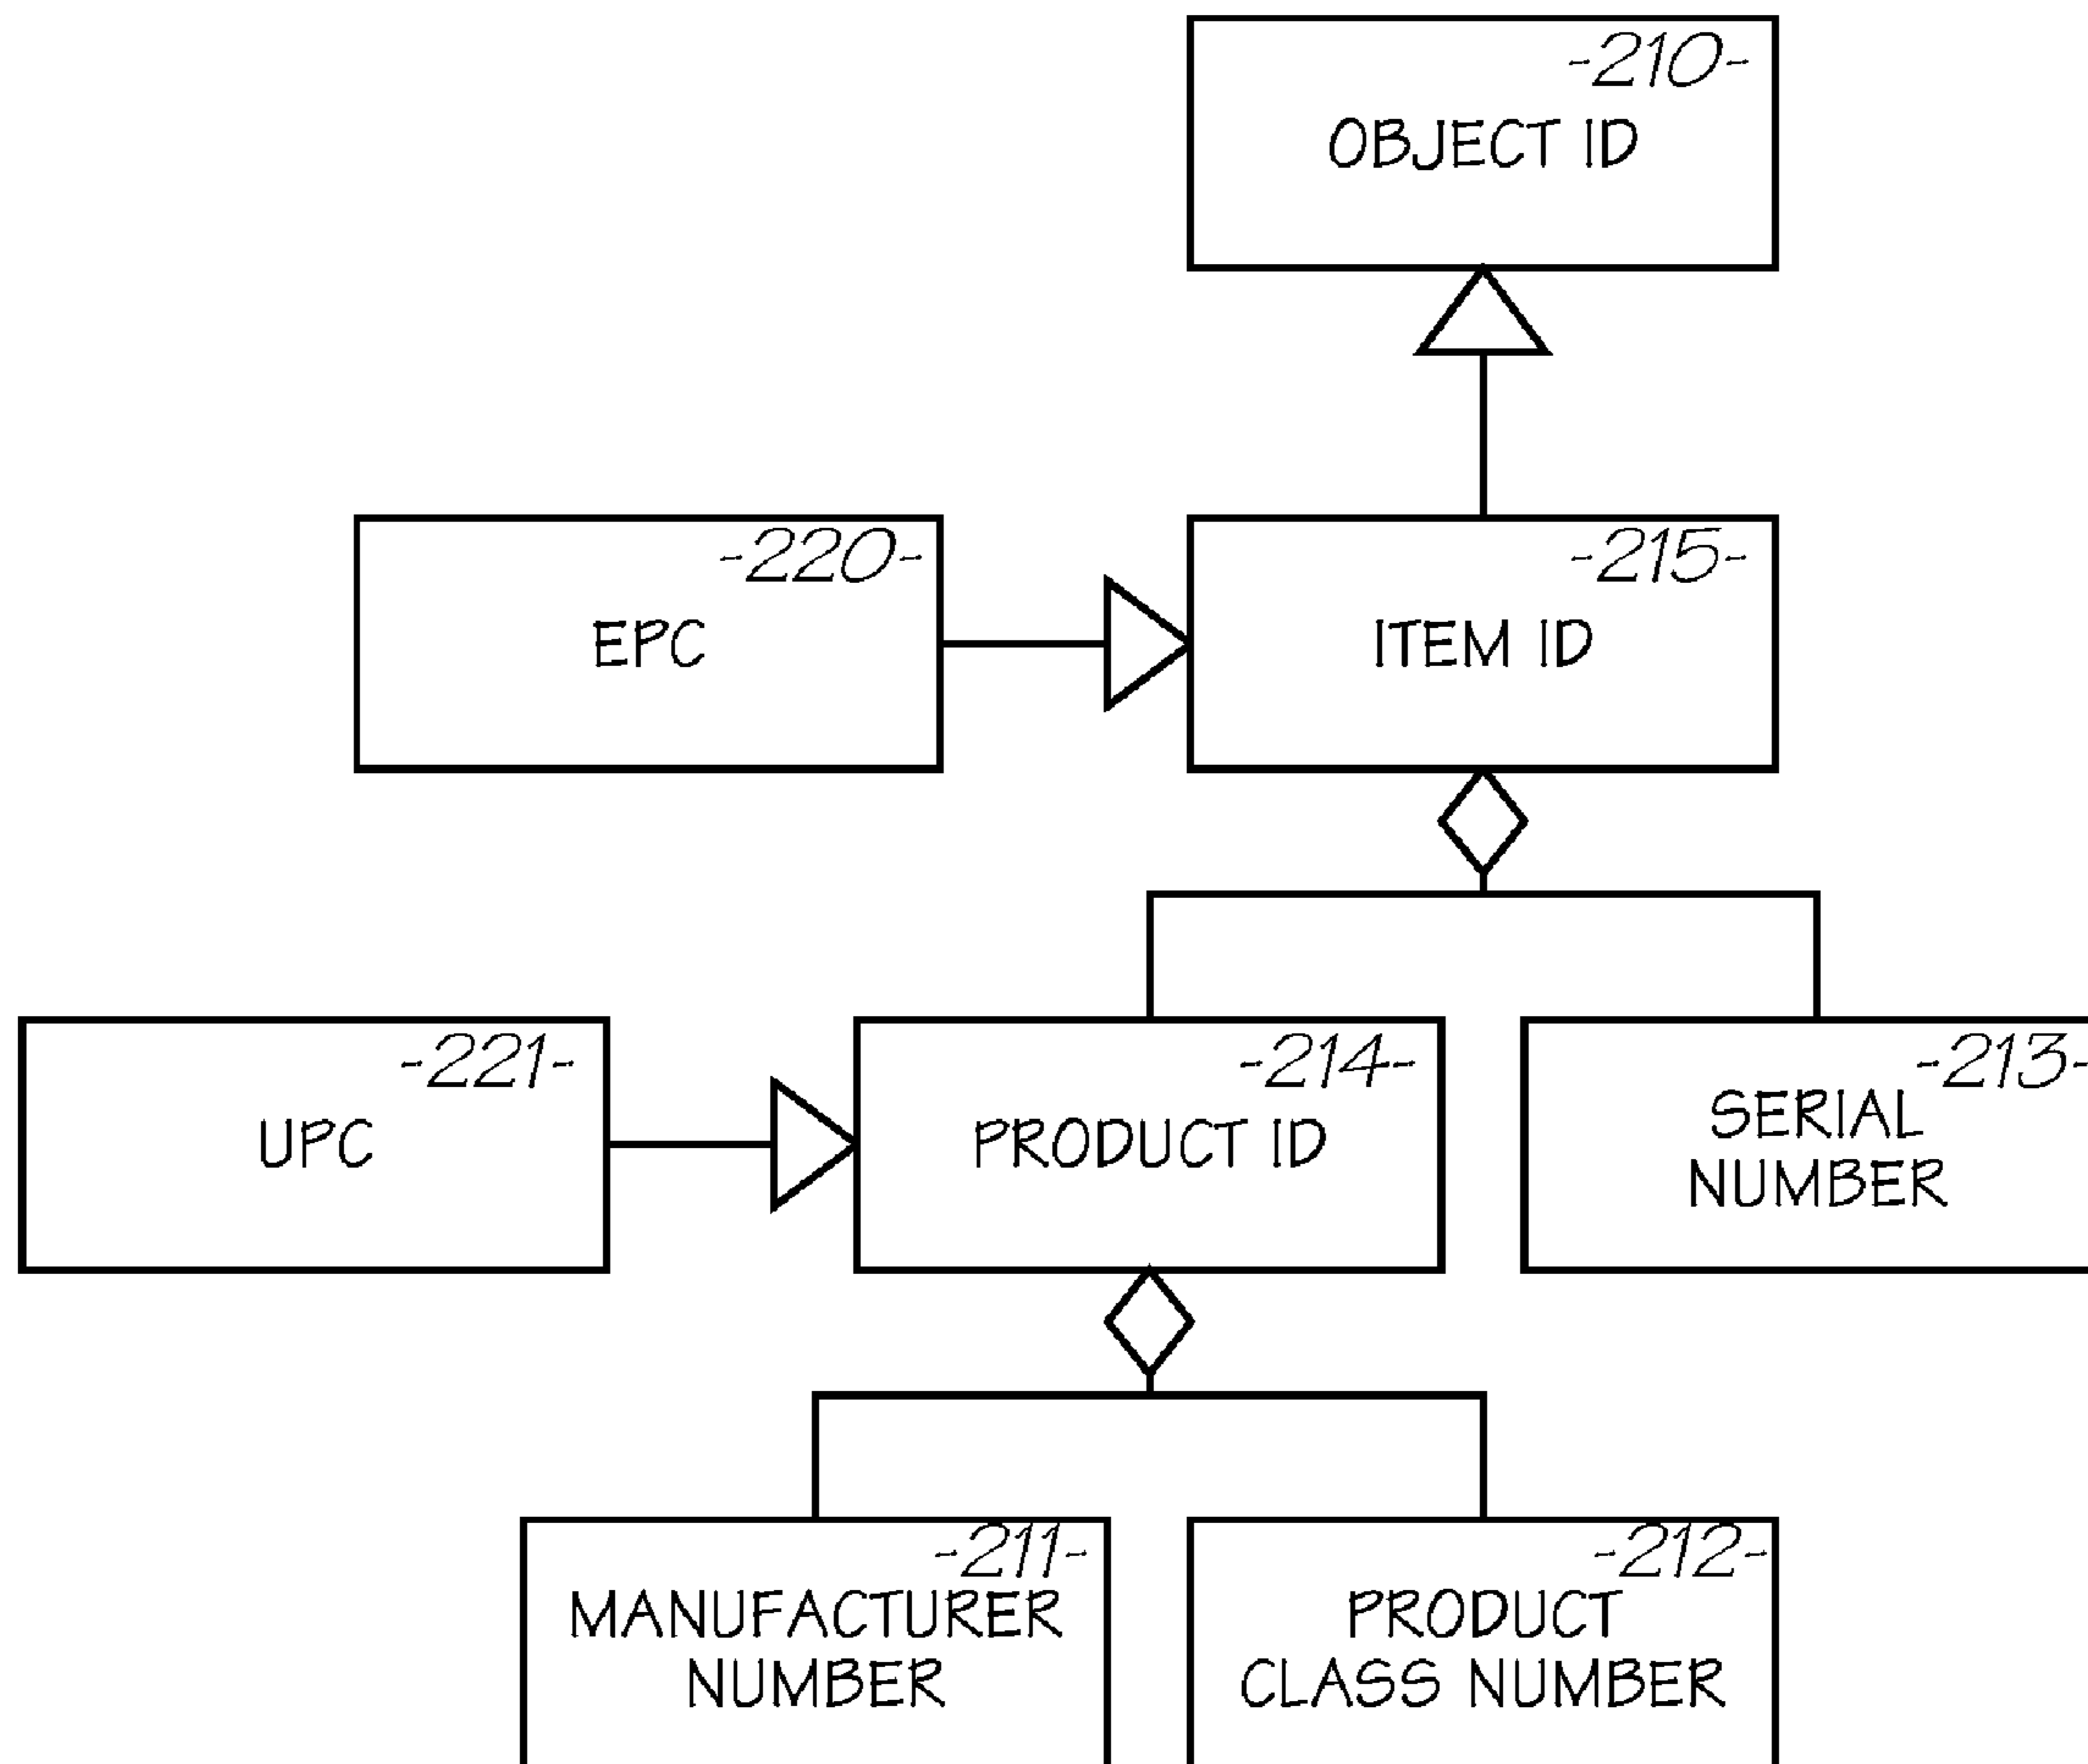 -210-
OBJECT ID
-220-
EPC
-215-
ITEM ID
-221-
UPC
-214-
PRODUCT ID
-213-
SERIAL
NUMBER
-211-
MANUFACTURER
NUMBER
-212-
PRODUCT
CLASS NUMBER